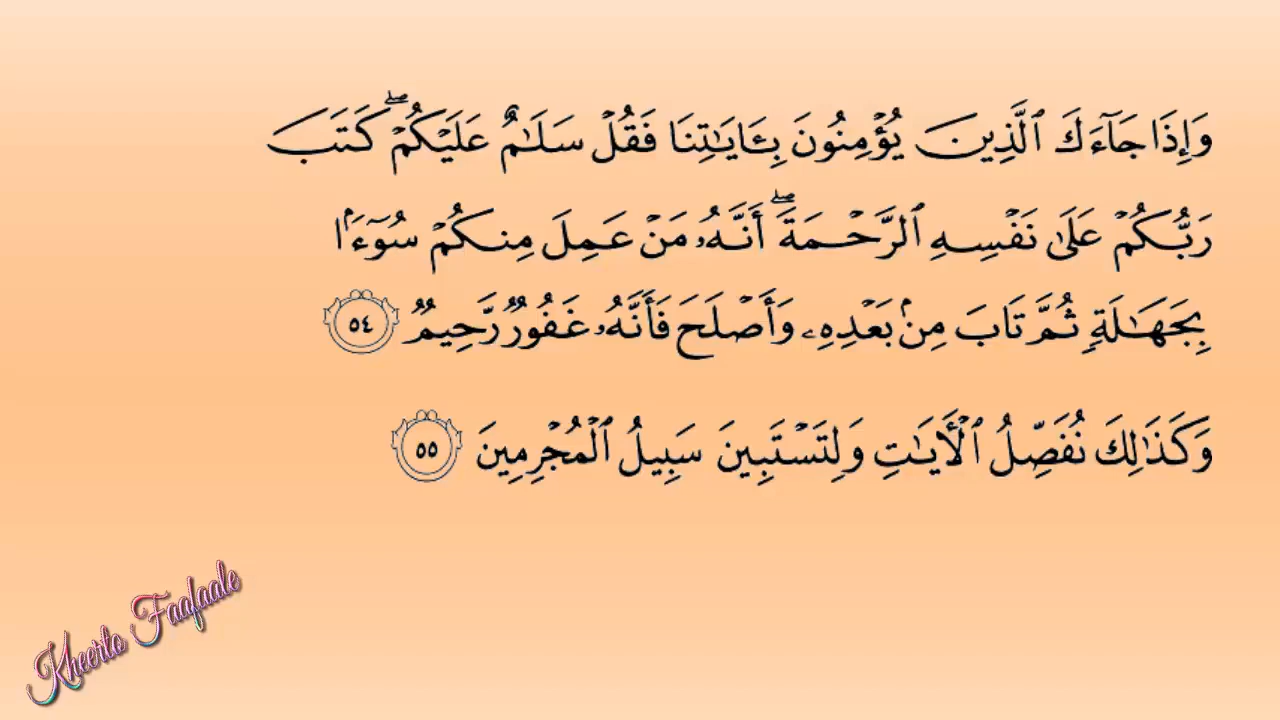 وَإِذَا جَآءَكَ ٱلَّذِينَ يُؤۡمِنُونَ بِـَٔايَٰتِنَا فَقُلۡ سَلَٰمٌ عَلَيۡكُمۡۖ كَتَبَ
رَبُّكُمۡ عَلَىٰ نَفۡسِهِ ٱلرَّحۡمَةَۖ أَنَّهُۥ مَنۡ عَمِلَ مِنكُمۡ سُوٓءَۢا
بِجَهَٰلَةٖ ثُمَّ تَابَ مِنۢ بَعۡدِهِۦ وَأَصۡلَحَ فَأَنَّهُۥ غَفُورٞ رَّحِيمٞ ٥٤
وَكَذَٰلِكَ نُفَصِّلُ ٱلۡأٓيَٰتِ وَلِتَسۡتَبِينَ سَبِيلُ ٱلۡمُجۡرِمِينَ ٥٥
Kheerto Faafaale